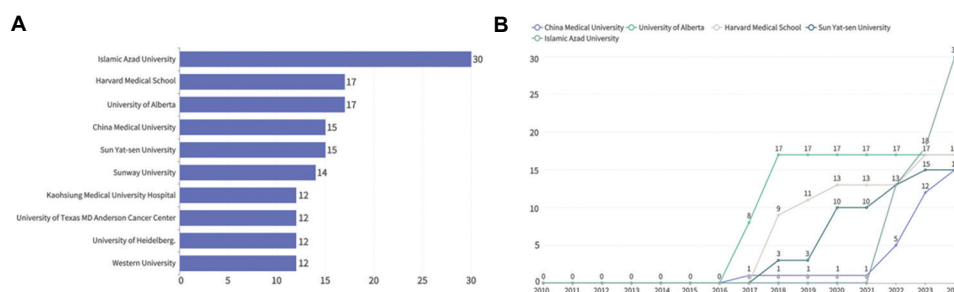 A
Islamic Azad University
30
Harvard Medical School
17
University of Alberta
17
China Medical University
15
Sun Yat-sen University
15
Sunway University
14
Kaohsiung Medical University Hospital
12
University of Texas MD Anderson Cancer Center
12
University of Heidelberg.
12
Western University
12
0 5 10 15 20 25 30
B
China Medical University University of Alberta Harvard Medical School Sun Yat-sen University
Islamic Azad University
30
25
20
15
10
5
0
3
18
17 17 17 17 17 17 1
15 1
13 13 13
12
11
10 10
9
8
5
3 3
1 1 1 1 1
0 0 0 0 0 0 0
2010 2011 2012 2013 2014 2015 2016 2017 2018 2019 2020 2021 2022 2023